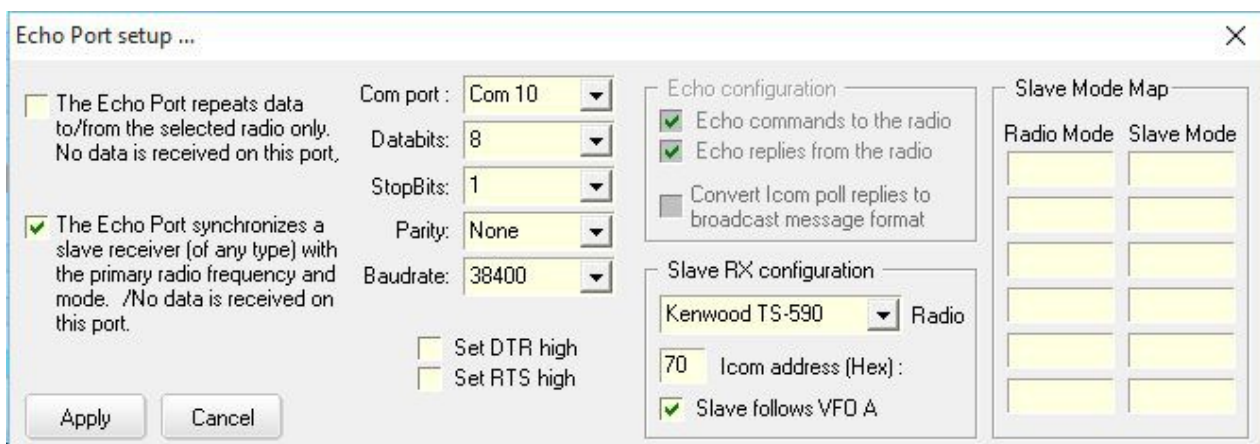 Echo Port setup ...
The Echo Port repeats data
to/from the selected radio only.
No data is received on this port,
The Echo Port synchronizes a
slave receiver (of any type) with
the primary radio frequency and
mode. /No data is received on
this port.
Apply
Cancel
Com port : Com 10
Databits: 8
StopBits: 1
Parity: None
Baudrate: 38400
Set DTR high
Set RTS high
Echo configuration
Echo commands to the radio
Echo replies from the radio
Convert Icom poll replies to
broadcast message format
Slave RX configuration
Kenwood TS-590 Radio
70 Icom address (Hex) :
Slave follows VFO A
Slave Mode Map
Radio Mode Slave Mode